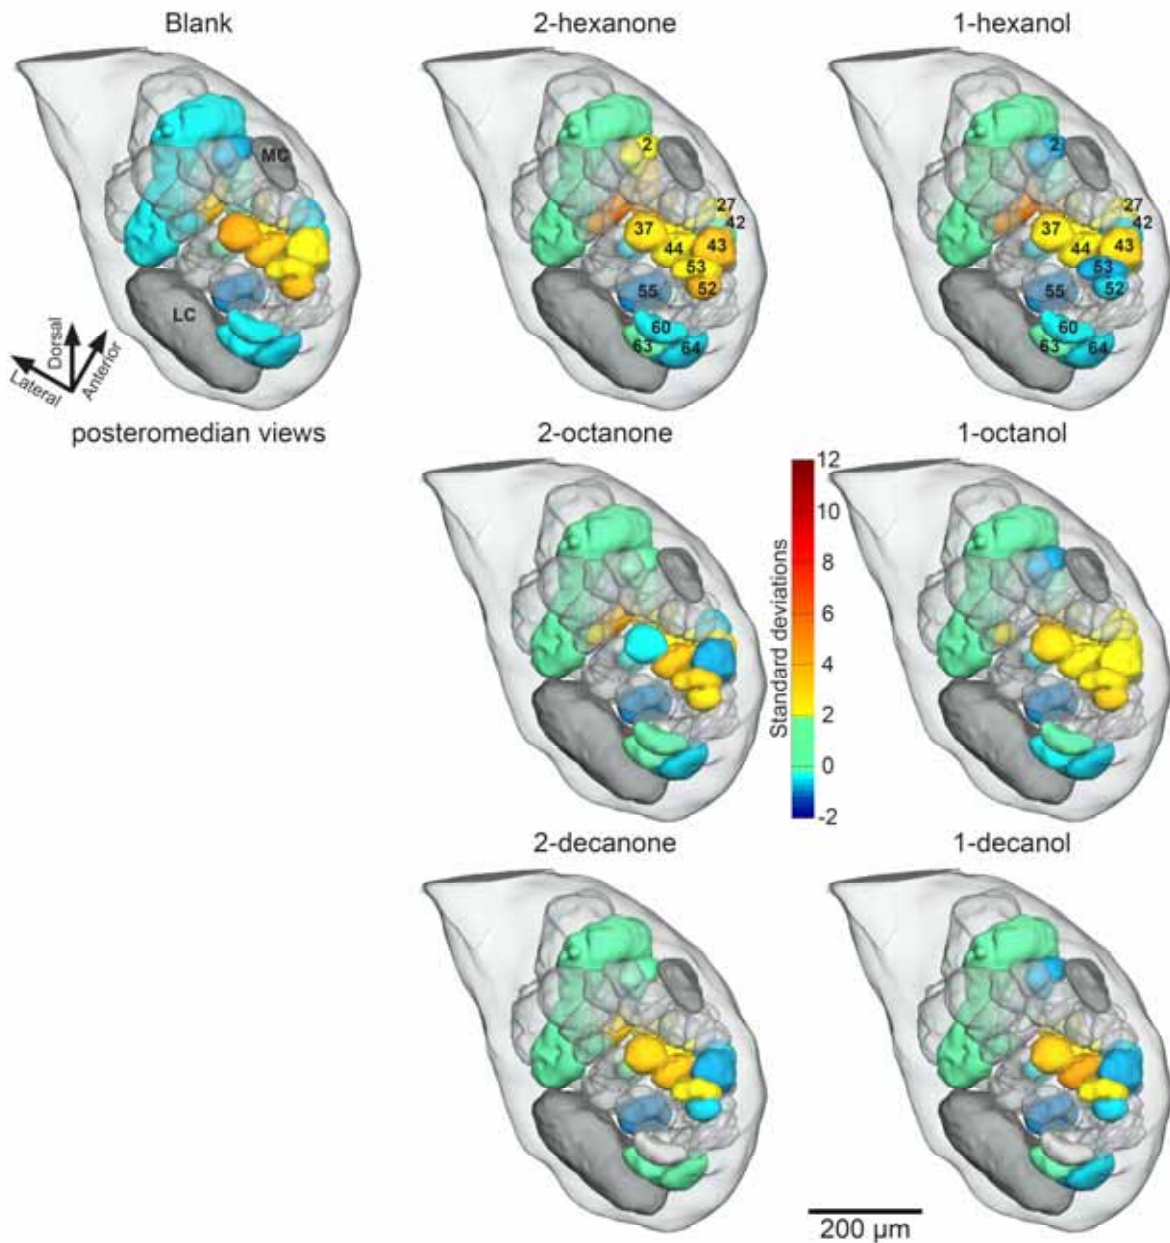 Blank
2-hexanone
1-hexanol
MC
LC
Dorsal
Lateral
Anterior
2
27
42
37
43
44
53
52
55
60
63
64
2
27
42
37
43
44
53
52
55
60
63
64
posteromedian views
2-octanone
1-octanol
Standard deviations
12
10
8
6
4
2
0
-2
2-decanone
1-decanol
200 µm